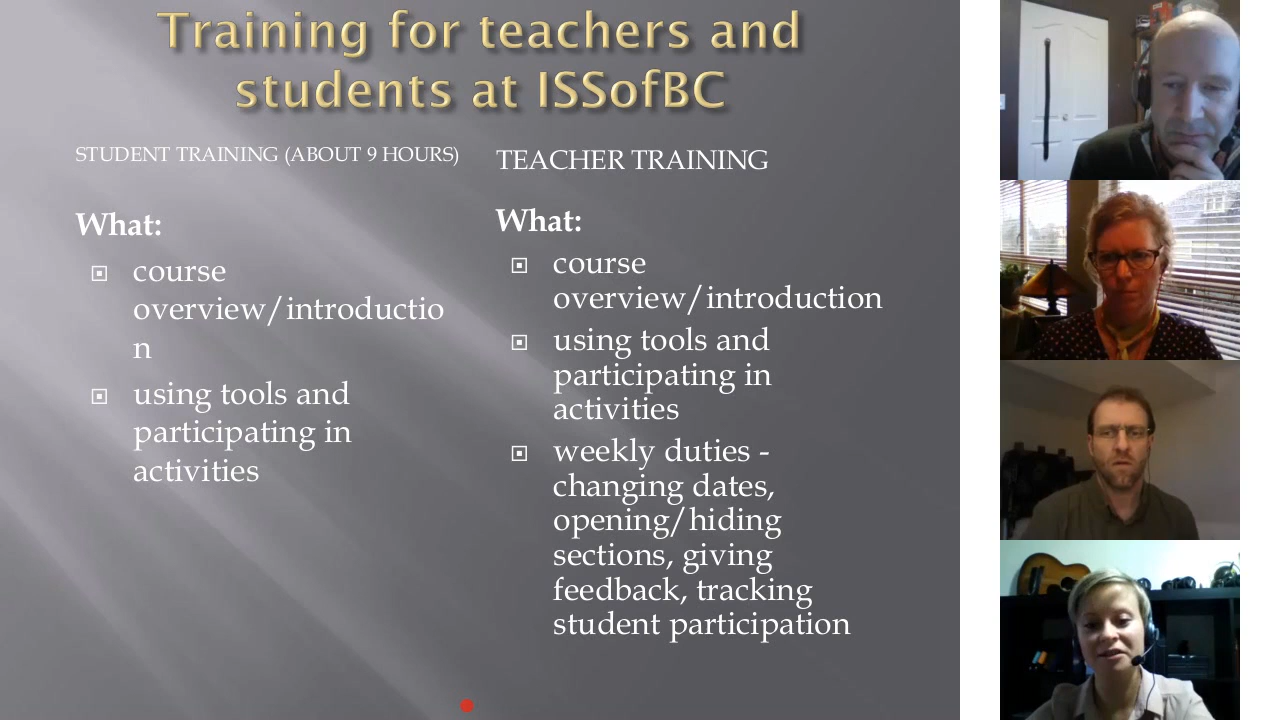 Training for teachers and
students at ISSofBC
STUDENT TRAINING (ABOUT 9 HOURS)
What:
course
overview/introductio
n
using tools and
participating in
activities
TEACHER TRAINING
What:
course
overview/introduction
using tools and
participating in
activities
weekly duties -
changing dates,
opening/hiding
sections, giving
feedback, tracking
student participation